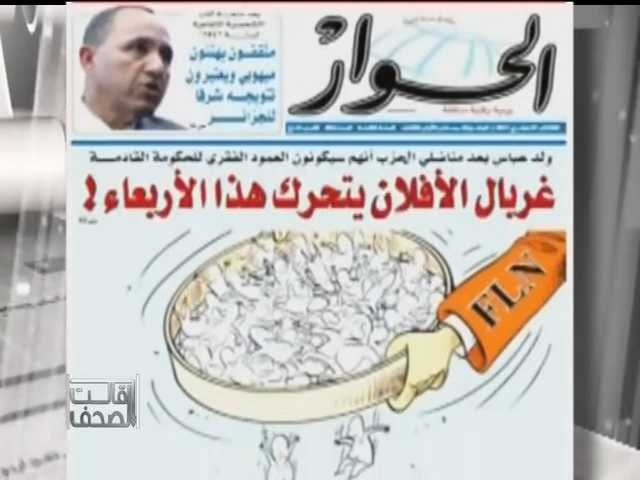 الحوار
مثقفون يهنئون
ميهوبي ويعتبرون
تتويجه شرفا
للجزائر
ولد عباس يعد مناضلي الحزب أنهم سيكونون العمود الفقري للحكومة القادمة
غربال الأفلان يتحرك هذا الأربعاء!
FLN
قالت
الصحف